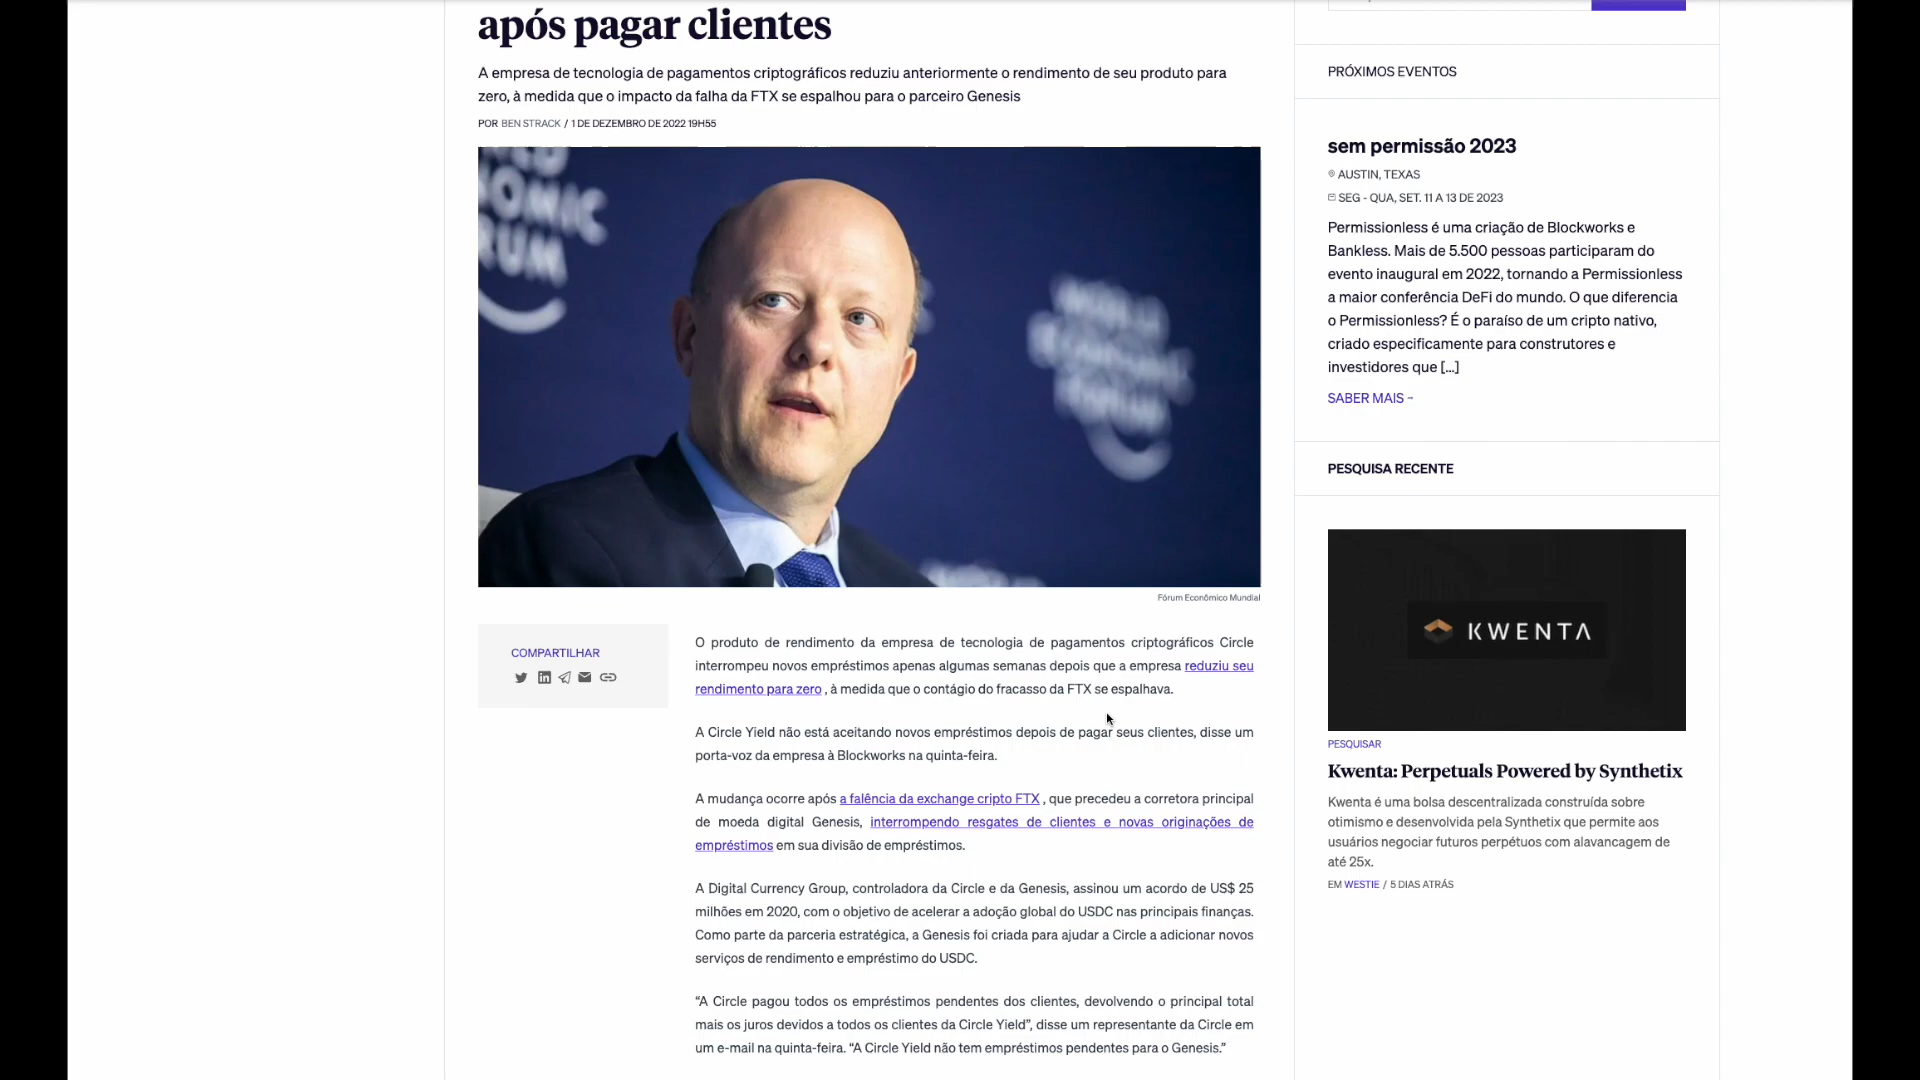 após pagar clientes
A empresa de tecnologia de pagamentos criptográficos reduziu anteriormente o rendimento de seu produto para
zero, à medida que o impacto da falha da FTX se espalhou para o parceiro Genesis
POR BEN STRACK / 1 DE DEZEMBRO DE 2022 19H55
ONOMIC
RUM
WORLD
ECONOMIC
FORUM
Fórum Econômico Mundial
COMPARTILHAR
O produto de rendimento da empresa de tecnologia de pagamentos criptográficos Circle
interrompeu novos empréstimos apenas algumas semanas depois que a empresa reduziu seu
rendimento para zero , à medida que o contágio do fracasso da FTX se espalhava.
A Circle Yield não está aceitando novos empréstimos depois de pagar seus clientes, disse um
porta-voz da empresa à Blockworks na quinta-feira.
A mudança ocorre após a falência da exchange cripto FTX , que precedeu a corretora principal
de moeda digital Genesis, interrompendo resgates de clientes e novas originações de
empréstimos em sua divisão de empréstimos.
A Digital Currency Group, controladora da Circle e da Genesis, assinou um acordo de US$ 25
milhões em 2020, com o objetivo de acelerar a adoção global do USDC nas principais finanças.
Como parte da parceria estratégica, a Genesis foi criada para ajudar a Circle a adicionar novos
serviços de rendimento e empréstimo do USDC.
“A Circle pagou todos os empréstimos pendentes dos clientes, devolvendo o principal total
mais os juros devidos a todos os clientes da Circle Yield”, disse um representante da Circle em
um e-mail na quinta-feira. “A Circle Yield não tem empréstimos pendentes para o Genesis.”
PRÓXIMOS EVENTOS
sem permissão 2023
AUSTIN, TEXAS
SEG - QUA, SET. 11 A 13 DE 2023
Permissionless é uma criação de Blockworks e
Bankless. Mais de 5.500 pessoas participaram do
evento inaugural em 2022, tornando a Permissionless
a maior conferência DeFi do mundo. O que diferencia
o Permissionless? É o paraíso de um cripto nativo,
criado especificamente para construtores e
investidores que [...]
SABER MAIS
PESQUISA RECENTE
KWENTA
PESQUISAR
Kwenta: Perpetuals Powered by Synthetix
Kwenta é uma bolsa descentralizada construída sobre
otimismo e desenvolvida pela Synthetix que permite aos
usuários negociar futuros perpétuos com alavancagem de
até 25x.
EM WESTIE / 5 DIAS ATRÁS